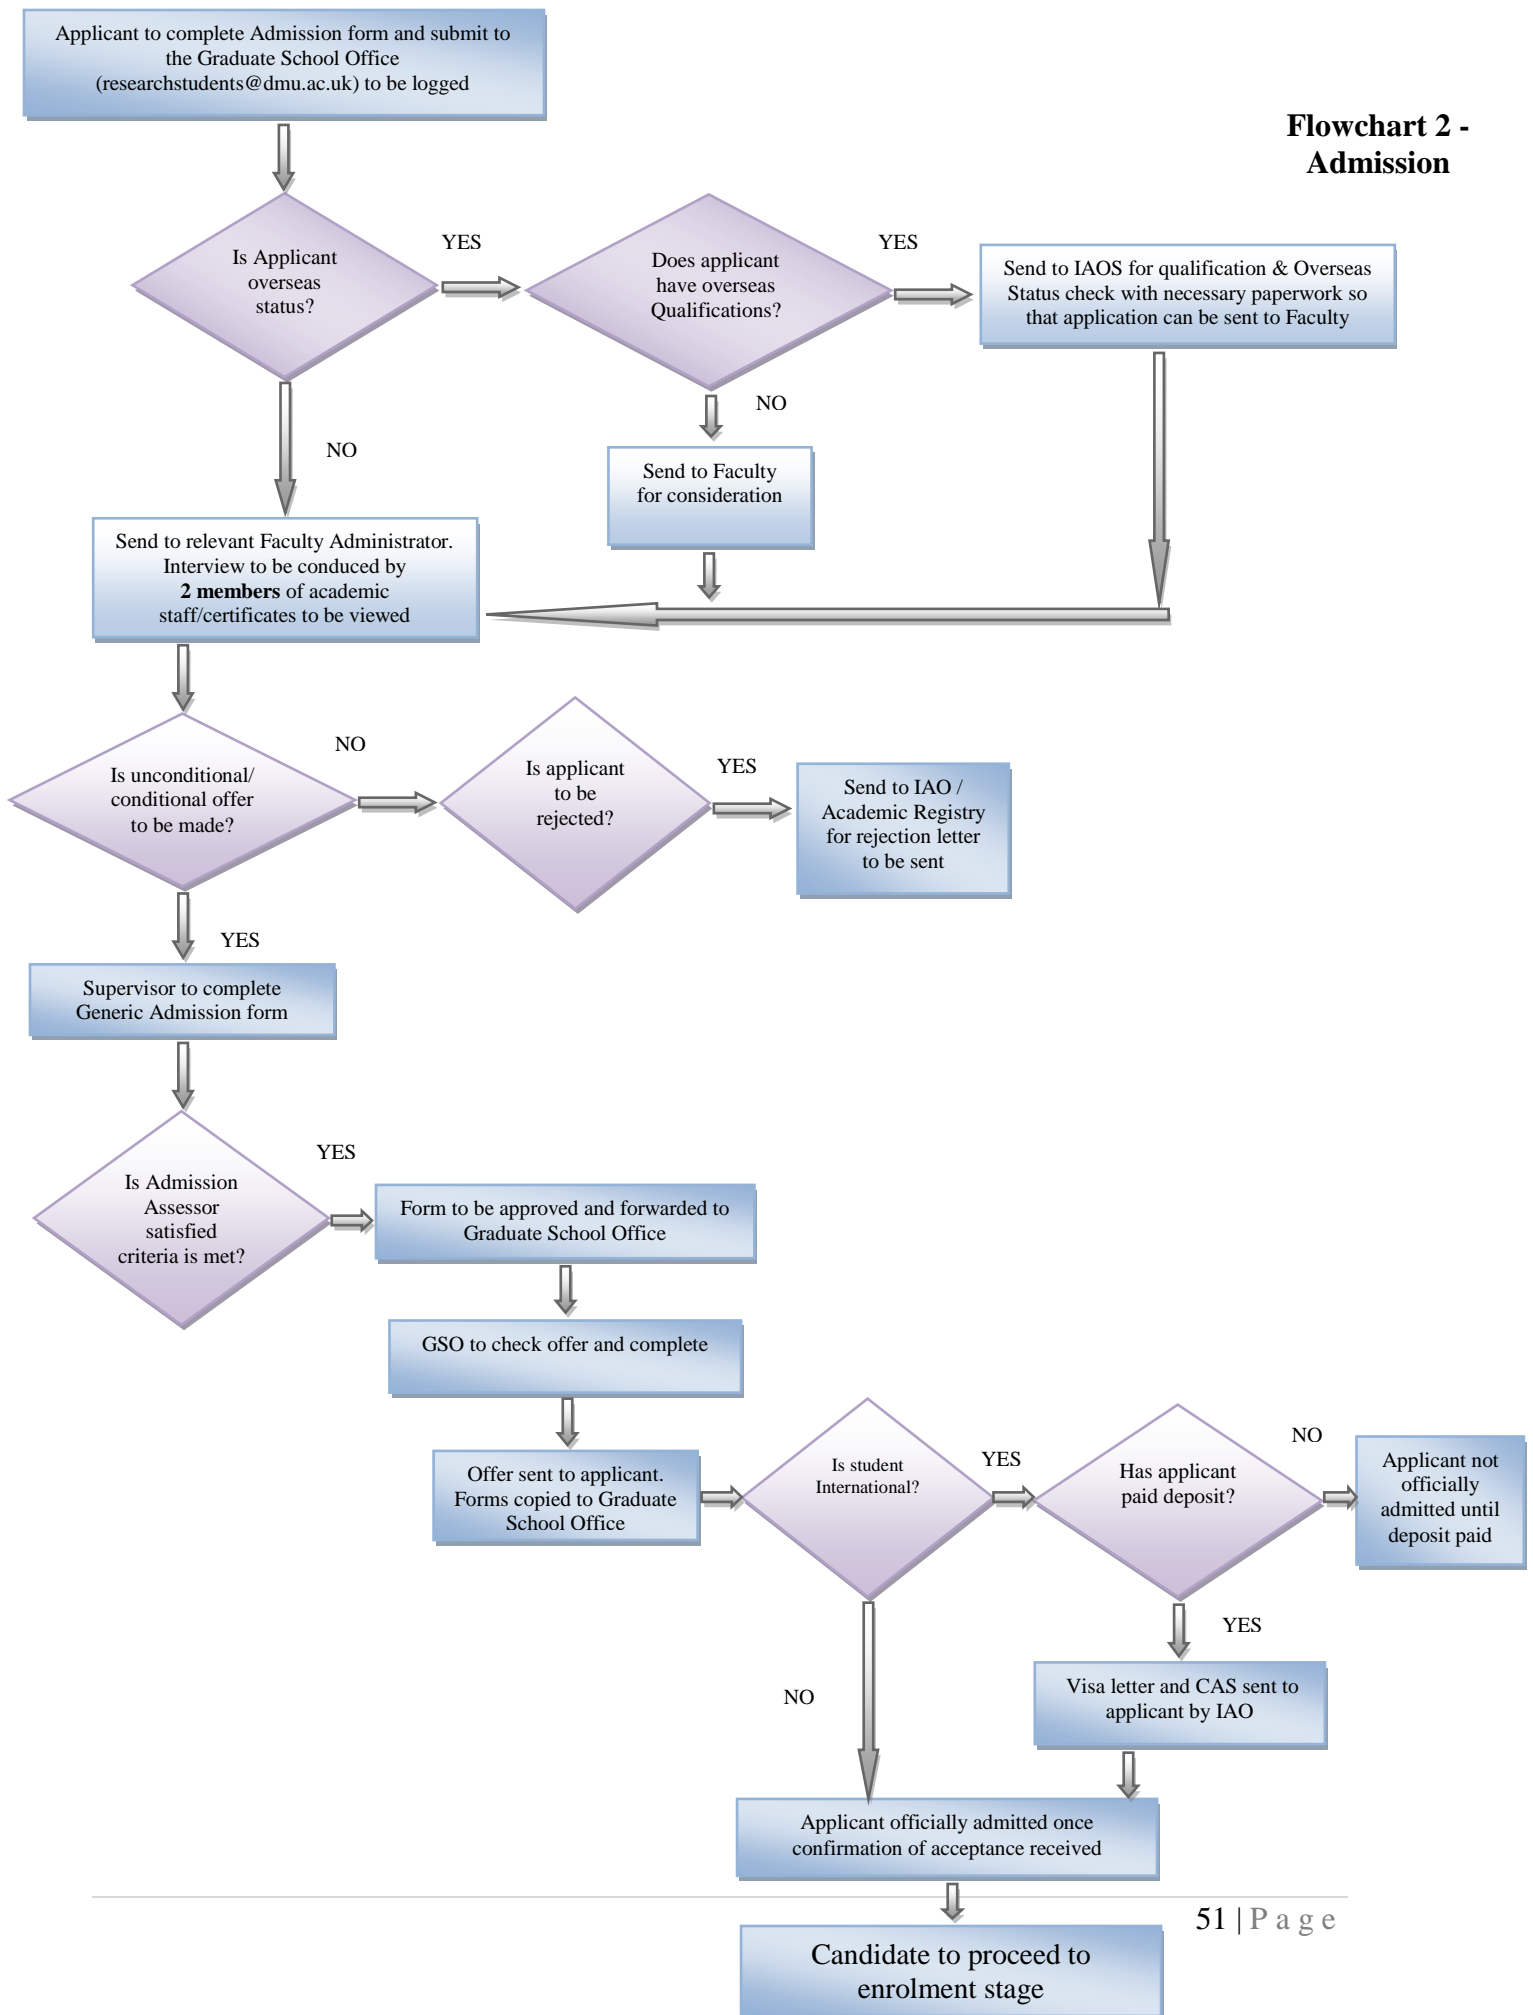 Applicant to complete Admission form and submit to
the Graduate School Office
(researchstudents@dmu.ac.uk) to be logged
Flowchart 2 -
Admission
Is Applicant
overseas
status?
YES
Does applicant
have overseas
Qualifications?
YES
Send to IAOS for qualification & Overseas
Status check with necessary paperwork so
that application can be sent to Faculty
NO
NO
Send to Faculty
for consideration
Send to relevant Faculty Administrator.
Interview to be conduced by
2 members of academic
staff/certificates to be viewed
Is unconditional/
conditional offer
to be made?
NO
Is applicant
to be
rejected?
YES
Send to IAO /
Academic Registry
for rejection letter
to be sent
YES
Supervisor to complete
Generic Admission form
Is Admission
Assessor
satisfied
criteria is met?
YES
Form to be approved and forwarded to
Graduate School Office
GSO to check offer and complete
Offer sent to applicant.
Forms copied to Graduate
School Office
Is student
International?
YES
Has applicant
paid deposit?
NO
Applicant not
officially
admitted until
deposit paid
YES
NO
Visa letter and CAS sent to
applicant by IAO
Applicant officially admitted once
confirmation of acceptance received
51 | P a g e
Candidate to proceed to
enrolment stage